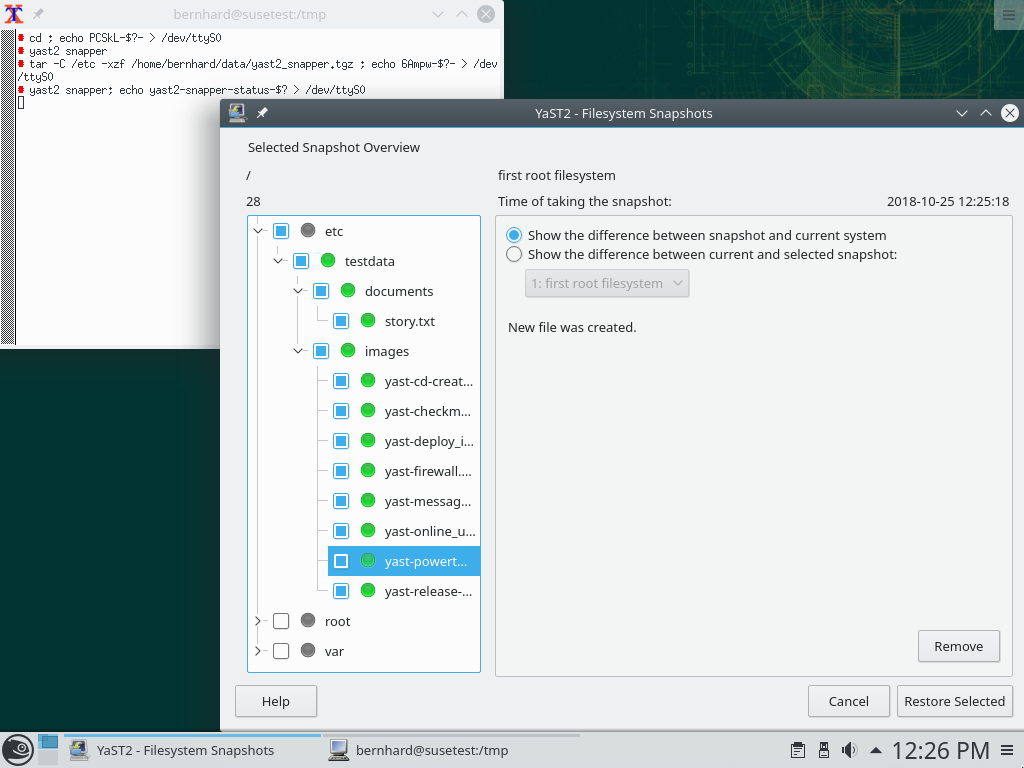 bernhard@susetest:/tmp
# cd ; echo PCSkL-$?- > /dev/ttyS0
# yast2 snapper
# tar -C /etc -xzf /home/bernhard/data/yast2_snapper.tgz ; echo 6Ampw-$?- > /dev
/ttyS0
# yast2 snapper; echo yast2-snapper-status-$? > /dev/ttyS0
YaST2 - Filesystem Snapshots
Selected Snapshot Overview
/ first root filesystem
28 Time of taking the snapshot: 2018-10-25 12:25:18
etc
testdata
documents
story.txt
images
yast-cd-creat...
yast-checkm...
yast-deploy_i...
yast-firewall....
yast-messag...
yast-online_u...
yast-powert...
yast-release-...
root
var
Show the difference between snapshot and current system
Show the difference between current and selected snapshot:
1: first root filesystem
New file was created.
Remove
Help
Cancel
Restore Selected
YaST2 - Filesystem Snapshots
bernhard@susetest:/tmp
12:26 PM